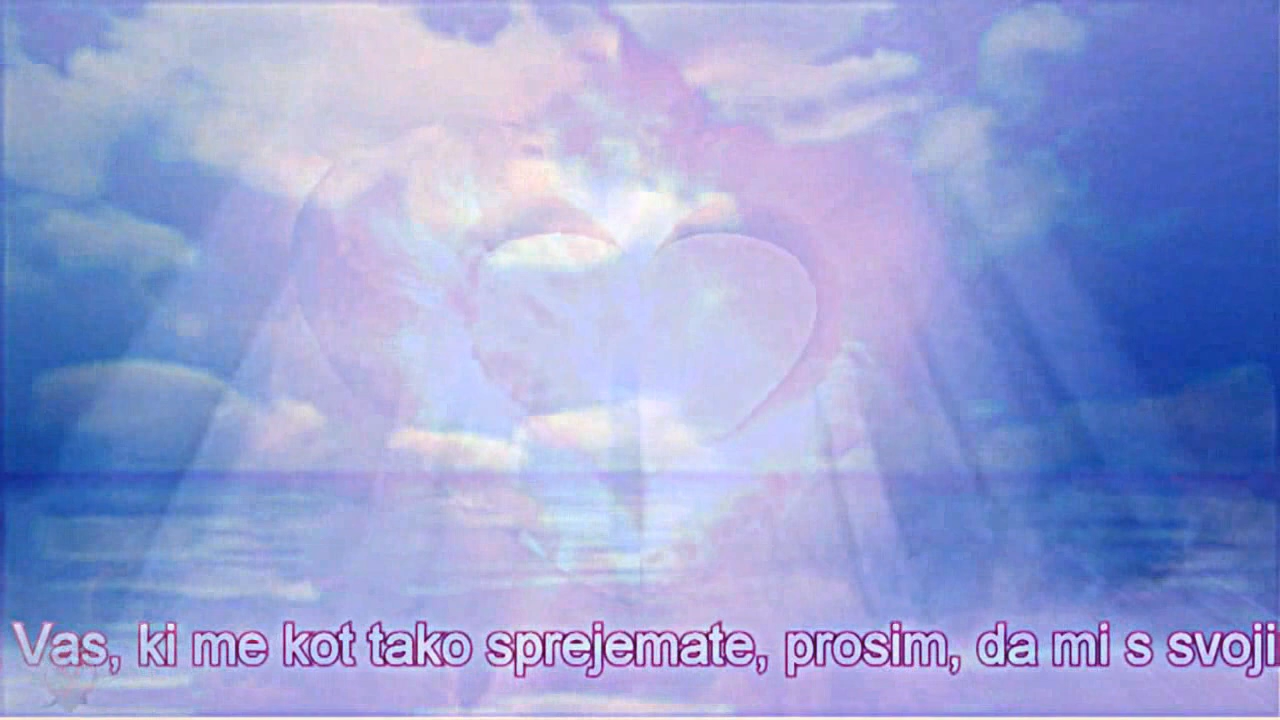 Vas, ki me kot tako sprejemate, prosim, da mi s svoji